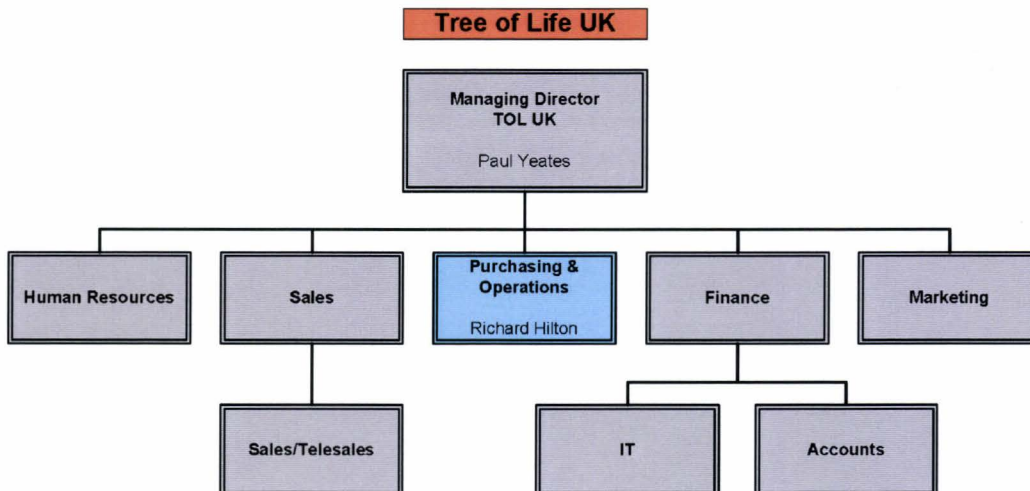 Tree of Life UK
Managing Director
TOL UK
Paul Yeates
Human Resources
Sales
Purchasing &
Operations
Richard Hilton
Finance
Marketing
Sales/Telesales
IT
Accounts